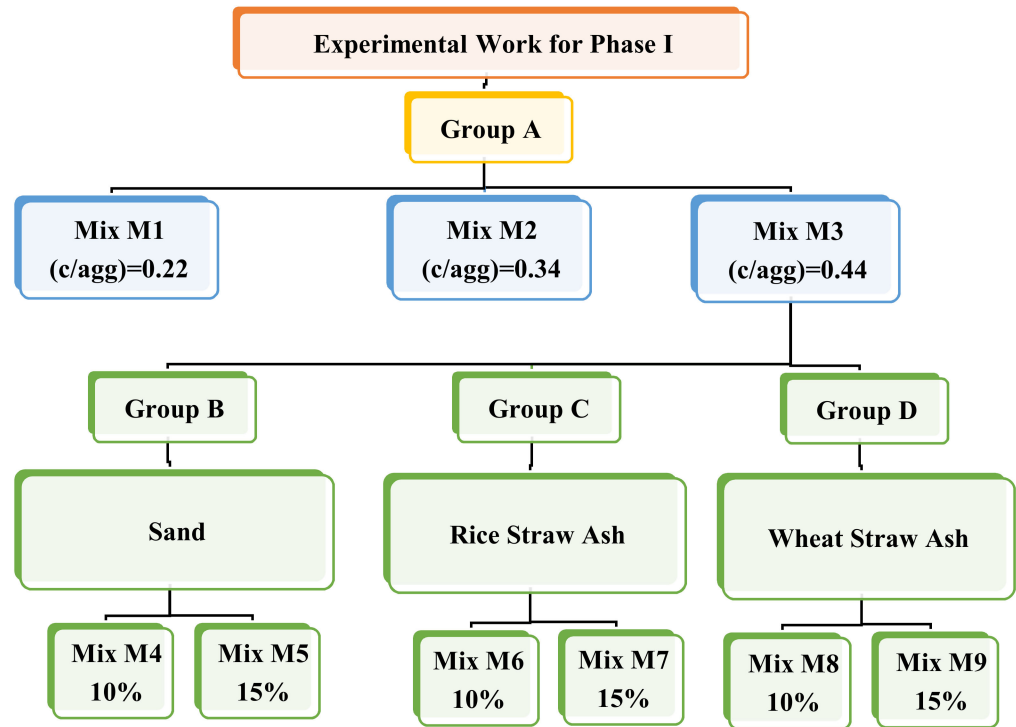 Experimental Work for Phase I
Group A
Mix M1
(c/agg)=0.22
Mix M2
(c/agg)=0.34
Mix M3
(c/agg)=0.44
Group B
Group C
Group D
Sand
Rice Straw Ash
Wheat Straw Ash
Mix M4
10%
Mix M5
15%
Mix M6
10%
Mix M7
15%
Mix M8
10%
Mix M9
15%